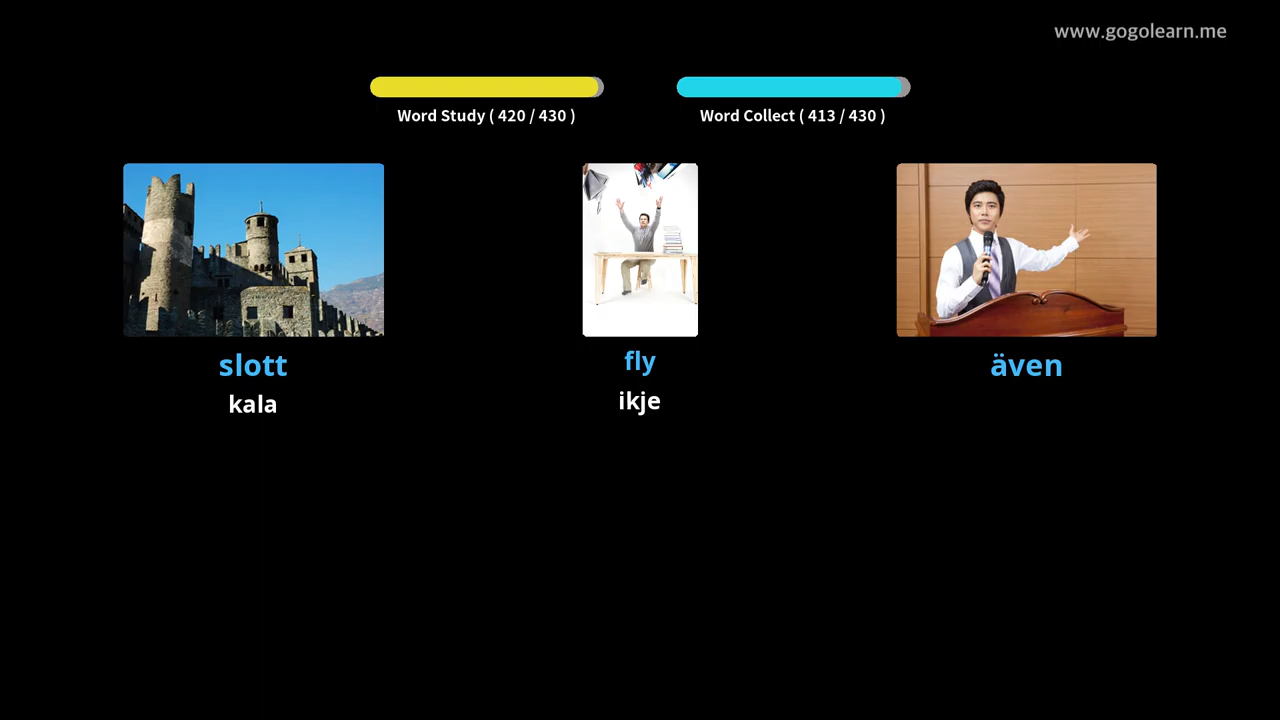 www.gogolearn.me
Word Study ( 420 / 430 )
Word Collect ( 413 / 430 )
slott
kala
fly
ikje
även